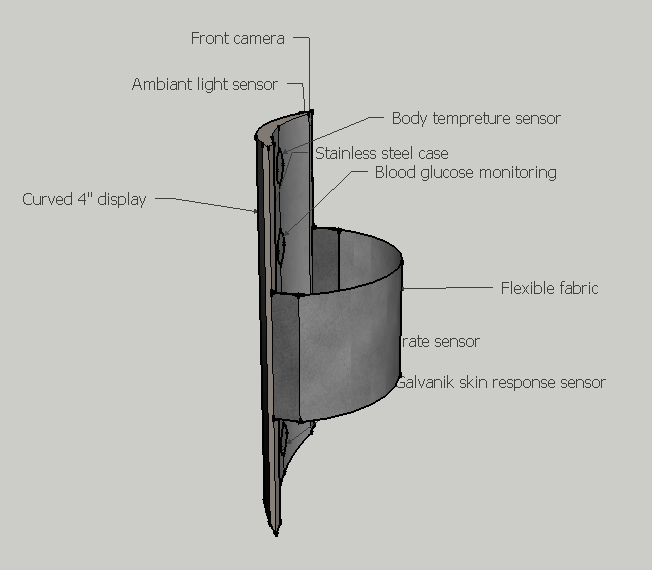 Front camera
Ambiant light sensor
Body tempreture sensor
Stainless steel case
Blood glucose monitoring
Curved 4" display
Flexible fabric
rate sensor
Galvanik skin response sensor